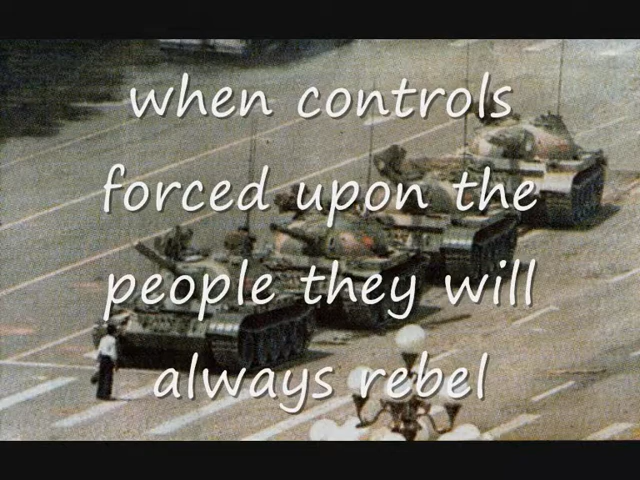 when controls
forced upon the
people they will
always rebel